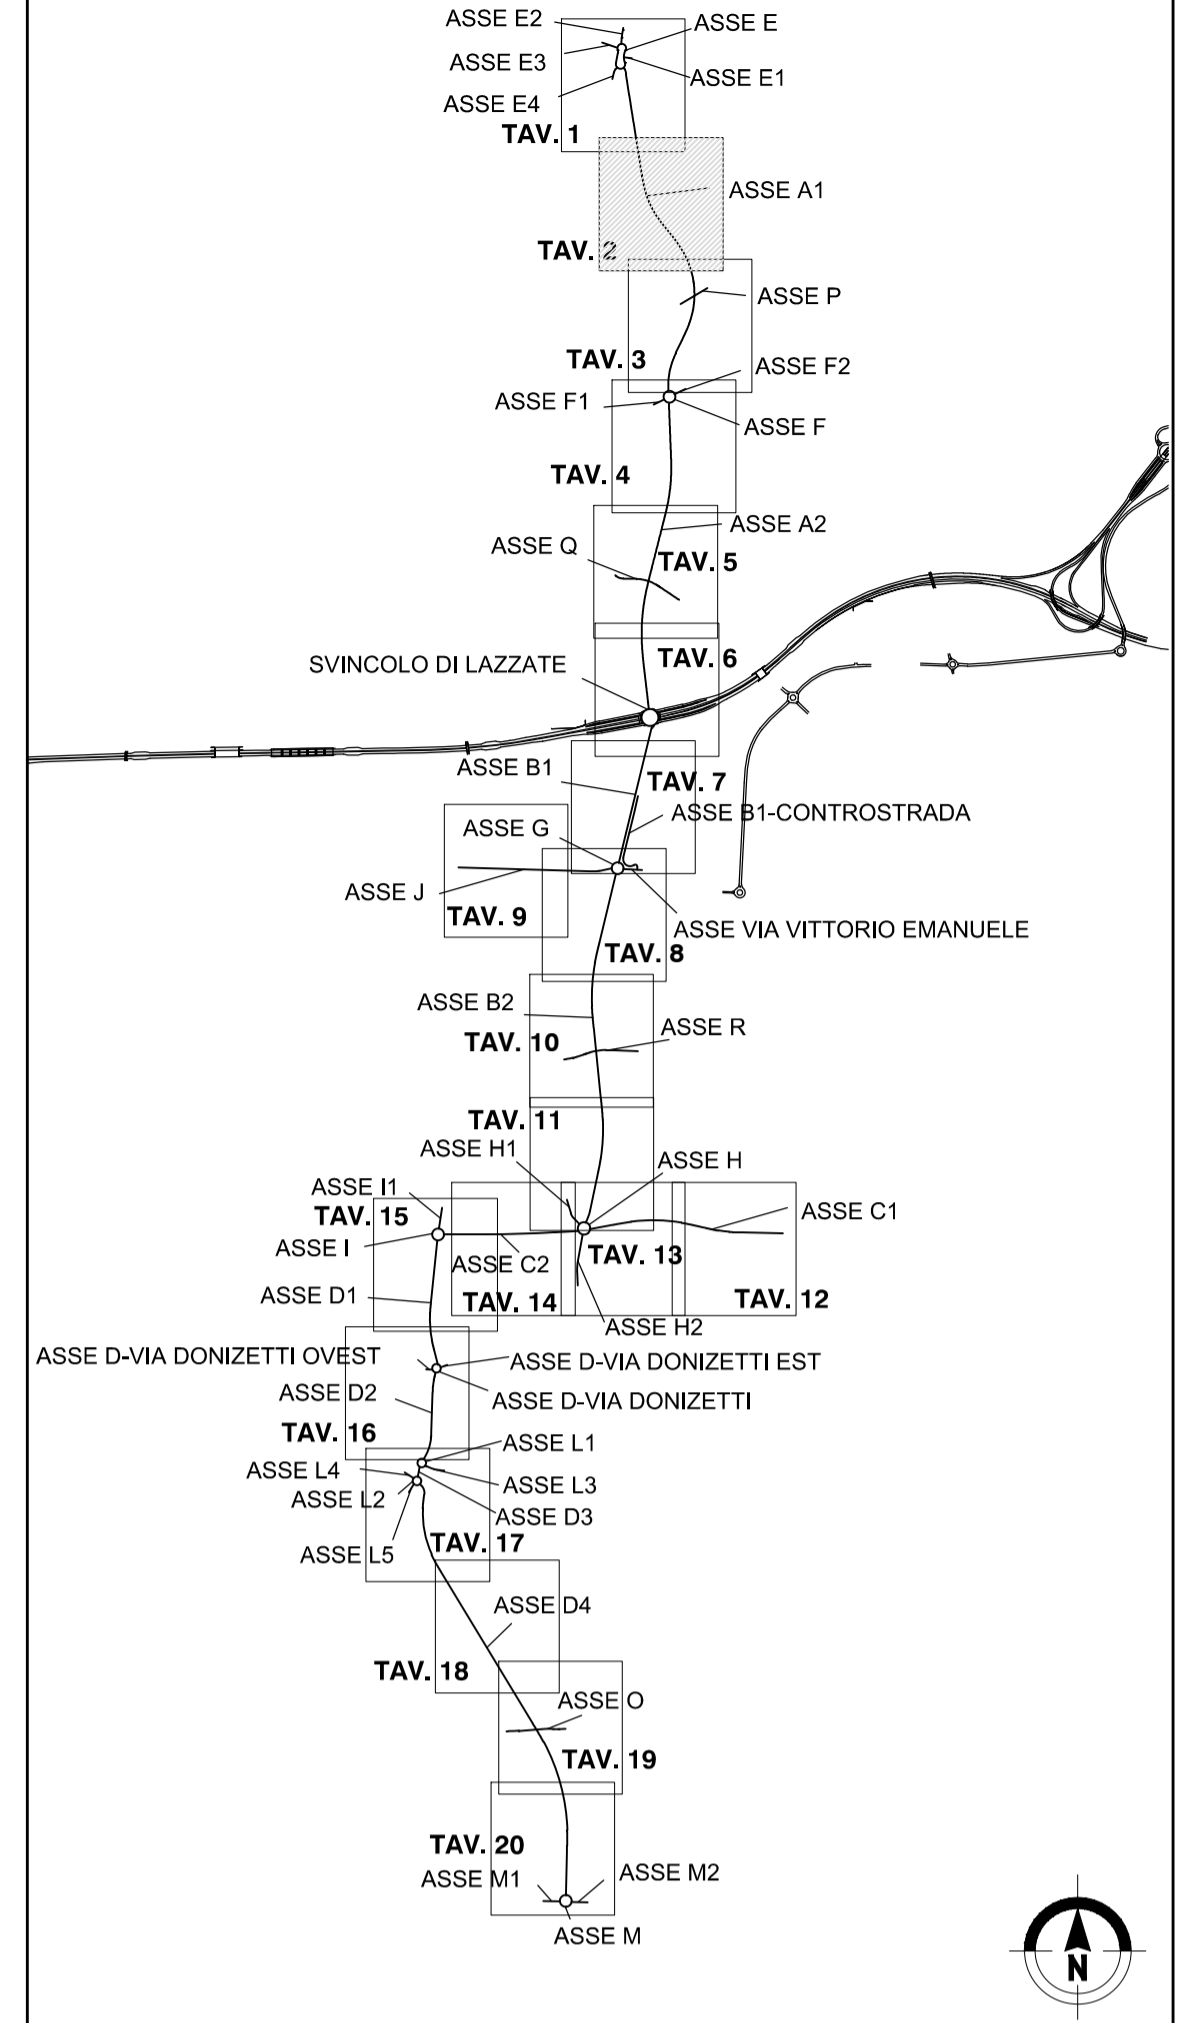 ASSE E2
ASSE E
ASSE E3
ASSE E1
ASSE E4
TAV. 1
ASSE A1
TAV. 2
ASSE P
TAV. 3
ASSE F2
ASSE F1
ASSE F
TAV. 4
ASSE A2
ASSE Q
TAV. 5
SVINCOLO DI LAZZATE
TAV. 6
ASSE B1
TAV. 7
ASSE B1-CONTROSTRADA
ASSE G
ASSE J
TAV. 9
ASSE VIA VITTORIO EMANUELE
TAV. 8
ASSE B2
ASSE R
TAV. 10
TAV. 11
ASSE H1
ASSE H
ASSE I1
TAV. 15
ASSE C1
ASSE I
TAV. 13
ASSE C2
ASSE D1
TAV. 14
TAV. 12
ASSE H2
ASSE D-VIA DONIZETTI OVEST
ASSE D-VIA DONIZETTI EST
ASSE D2
ASSE D-VIA DONIZETTI
TAV. 16
ASSE L1
ASSE L4
ASSE L3
ASSE L2
ASSE D3
TAV. 17
ASSE L5
ASSE D4
TAV. 18
ASSE O
TAV. 19
TAV. 20
ASSE M1
ASSE M2
ASSE M
N